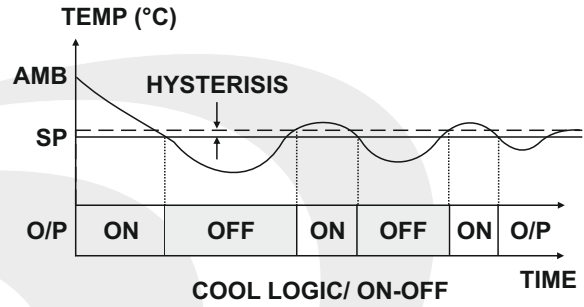 TEMP (°C)
AMB
HYSTERISIS
SP
O/P ON OFF ON OFF ON O/P
TIME
COOL LOGIC/ ON-OFF